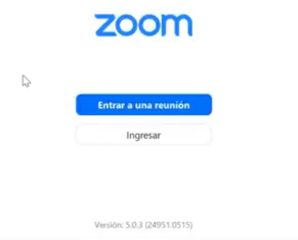 zoom
Entrar a una reunión
Ingresar
Versión: 5.0.3 (24951.0515)